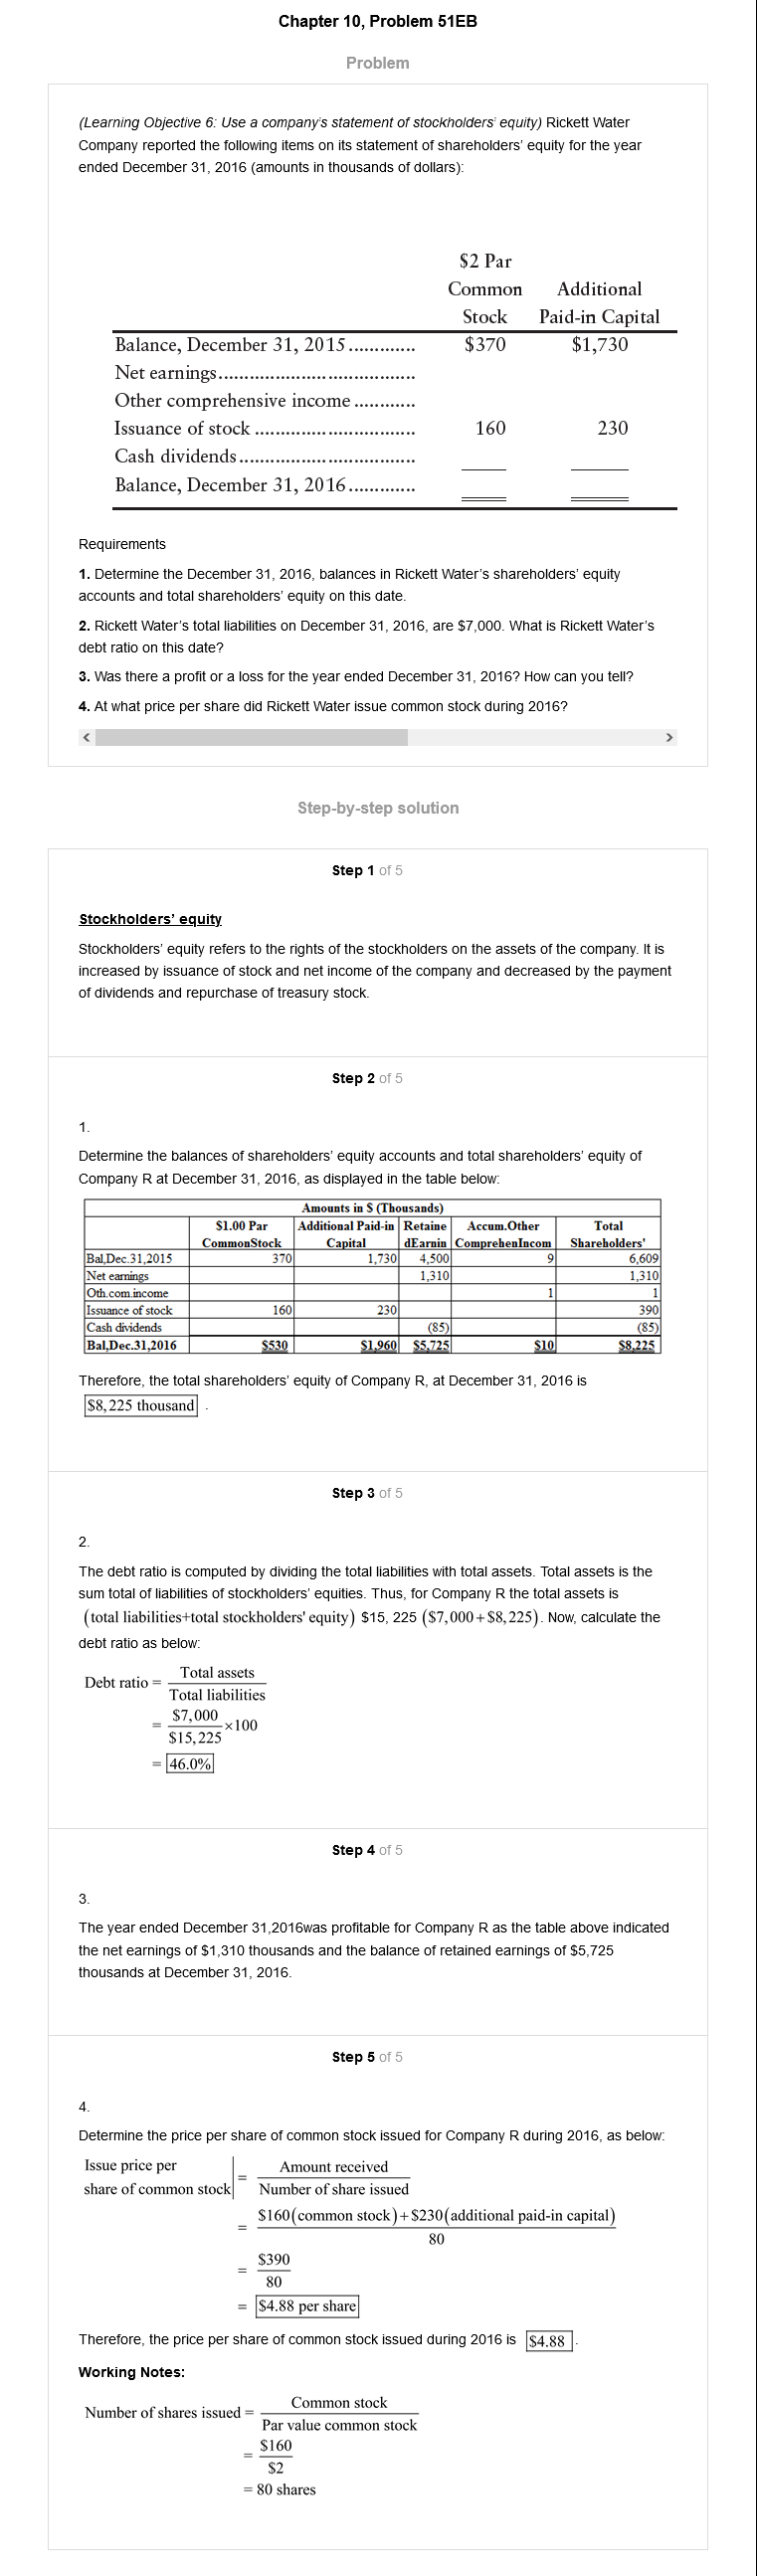 Chapter 10, Problem 51EB
Problem
(Learning Objective 6: Use a company's statement of stockholders' equity) Rickett Water
Company reported the following items on its statement of shareholders' equity for the year
ended December 31, 2016 (amounts in thousands of dollars):
$2 Par
Common Additional
Stock Paid-in Capital
Balance, December 31, 2015............. $370 $1,730
Net earnings......................................
Other comprehensive income ............
Issuance of stock ............................... 160 230
Cash dividends..................................
Balance, December 31, 2016.............
Requirements
1. Determine the December 31, 2016, balances in Rickett Water's shareholders' equity
accounts and total shareholders' equity on this date.
2. Rickett Water's total liabilities on December 31, 2016, are $7,000. What is Rickett Water's
debt ratio on this date?
3. Was there a profit or a loss for the year ended December 31, 2016? How can you tell?
4. At what price per share did Rickett Water issue common stock during 2016?
Step-by-step solution
Step 1 of 5
Stockholders' equity
Stockholders' equity refers to the rights of the stockholders on the assets of the company. It is
increased by issuance of stock and net income of the company and decreased by the payment
of dividends and repurchase of treasury stock.
Step 2 of 5
1.
Determine the balances of shareholders' equity accounts and total shareholders' equity of
Company R at December 31, 2016, as displayed in the table below:
Amounts in $ (Thousands)
$1.00 Par Additional Paid-in Retaine Accum.Other Total
CommonStock Capital dEarnin ComprehenIncom Shareholders'
Bal,Dec.31,2015 370 1,730 4,500 9 6,609
Net earnings 1,310 1,310
Oth.com.income 1 1
Issuance of stock 160 230 390
Cash dividends (85) (85)
Bal,Dec.31,2016 $530 $1,960 $5,725 $10 $8,225
Therefore, the total shareholders' equity of Company R, at December 31, 2016 is
$8,225 thousand .
Step 3 of 5
2.
The debt ratio is computed by dividing the total liabilities with total assets. Total assets is the
sum total of liabilities of stockholders' equities. Thus, for Company R the total assets is
(total liabilities+total stockholders' equity) $15, 225 ($7,000+$8,225). Now, calculate the
debt ratio as below:
Debt ratio = Total assets
Total liabilities
= $7,000
$15,225 ×100
= 46.0%
Step 4 of 5
3.
The year ended December 31,2016was profitable for Company R as the table above indicated
the net earnings of $1,310 thousands and the balance of retained earnings of $5,725
thousands at December 31, 2016.
Step 5 of 5
4.
Determine the price per share of common stock issued for Company R during 2016, as below:
Issue price per
share of common stock = Amount received
Number of share issued
= $160(common stock)+$230(additional paid-in capital)
80
= $390
80
= $4.88 per share
Therefore, the price per share of common stock issued during 2016 is $4.88 .
Working Notes:
Number of shares issued = Common stock
Par value common stock
= $160
$2
= 80 shares